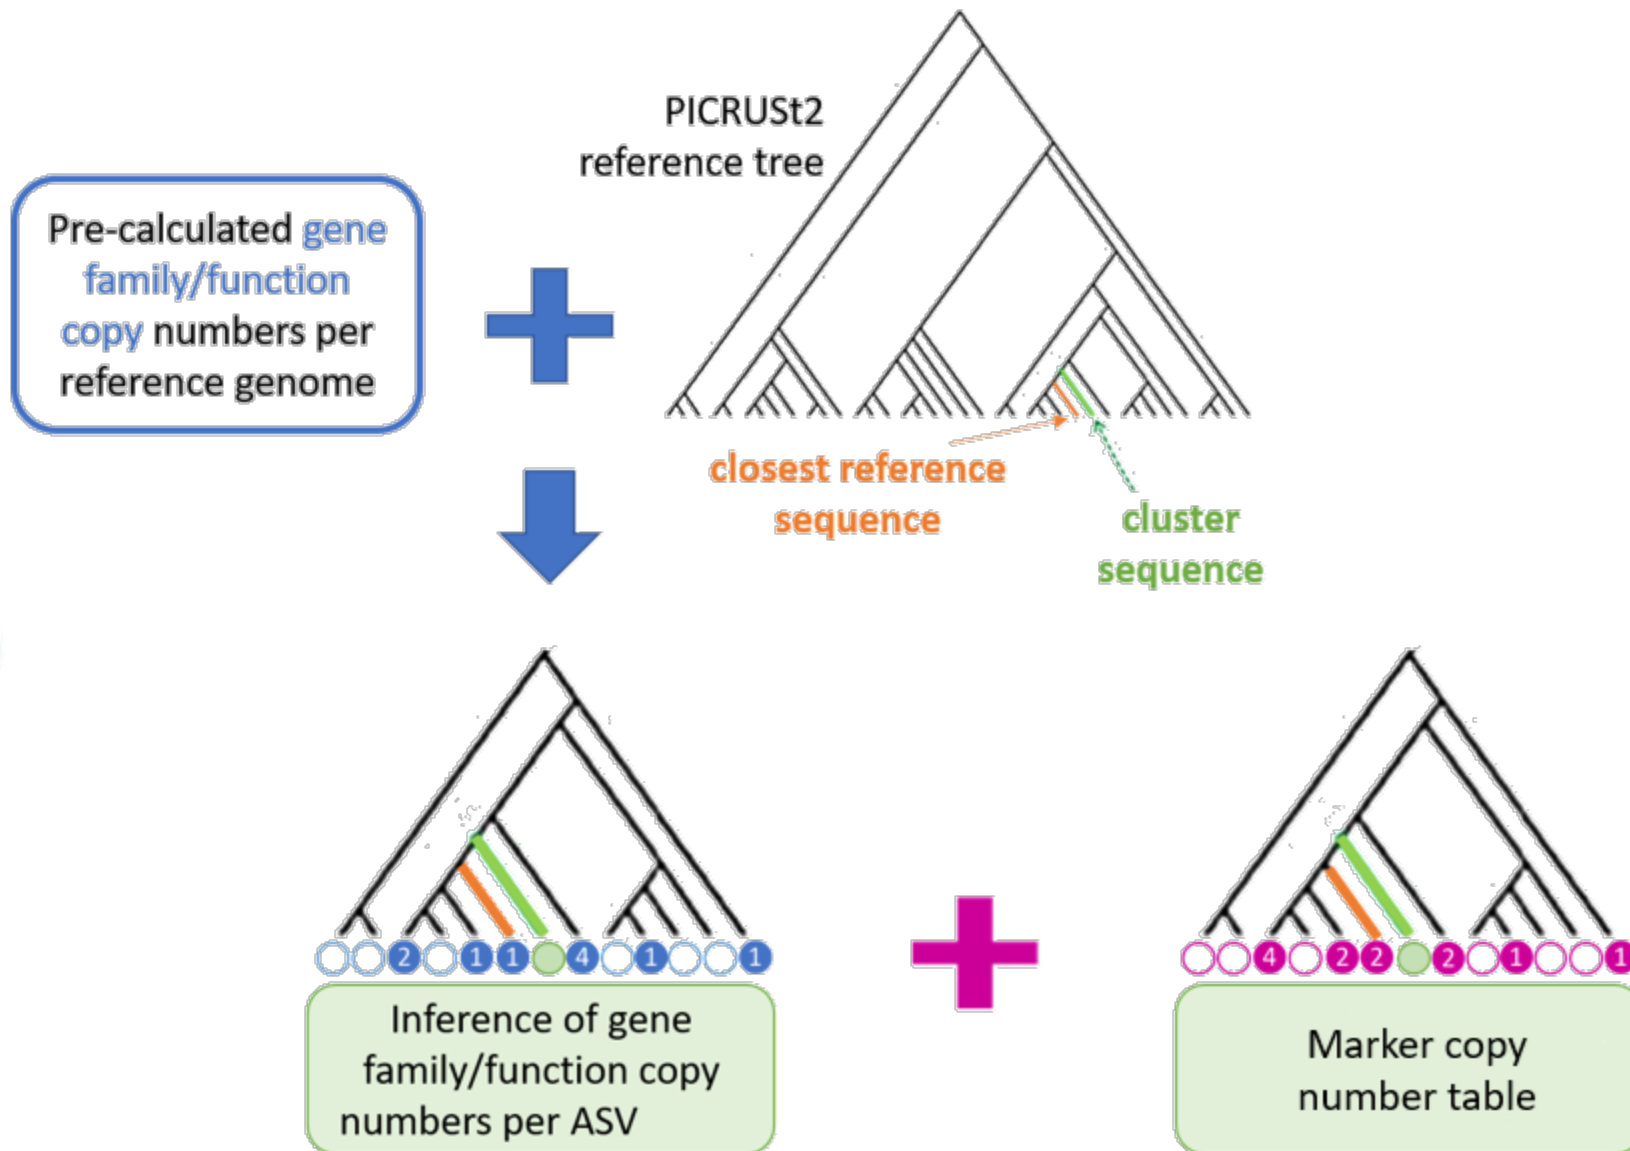 PICRUSt2
reference tree
Pre-calculated gene
family/function
copy numbers per
reference genome
closest reference
sequence
cluster
sequence
2 1 1 4 1 1
4 2 2 2 1 1
Inference of gene
family/function copy
numbers per ASV
Marker copy
number table